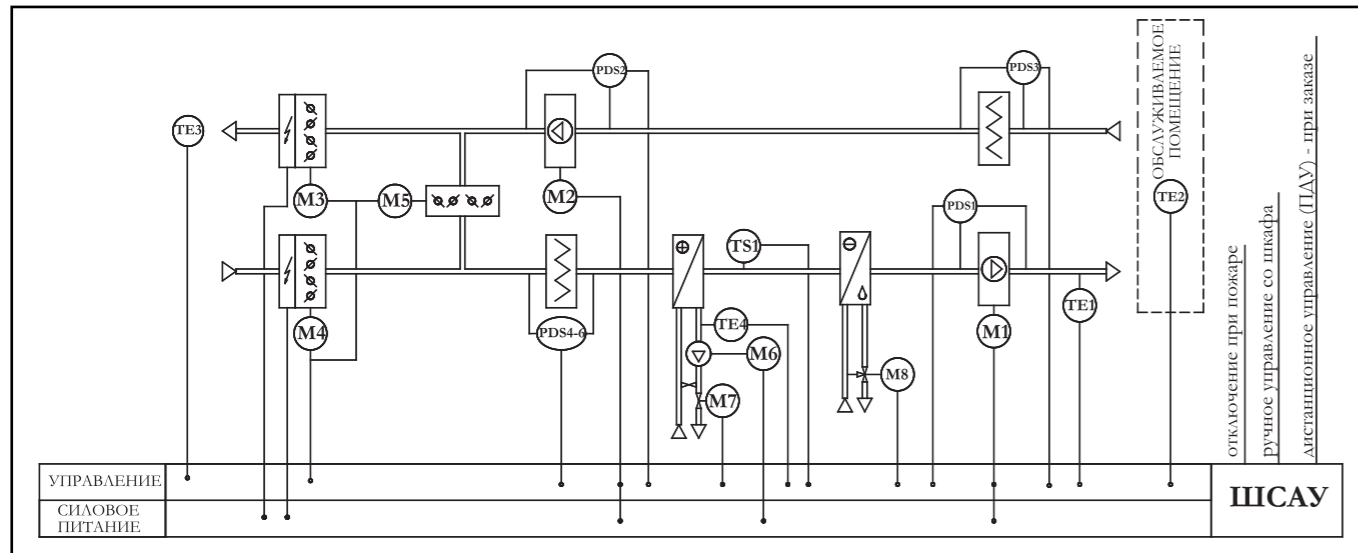 PDS2
PDS3
TE3
ОБСЛУЖИВАЕМОЕ
ПОМЕЩЕНИЕ
M3
M5
M2
TE2
PDS1
TS1
TE1
M4
PDS4-6
TE4
M6
M1
M8
M7
отключение при пожаре
ручное управление со шкафа
дистанционное управление (ПДУ) - при заказе
УПРАВЛЕНИЕ
СИЛОВОЕ
ПИТАНИЕ
ШСАУ